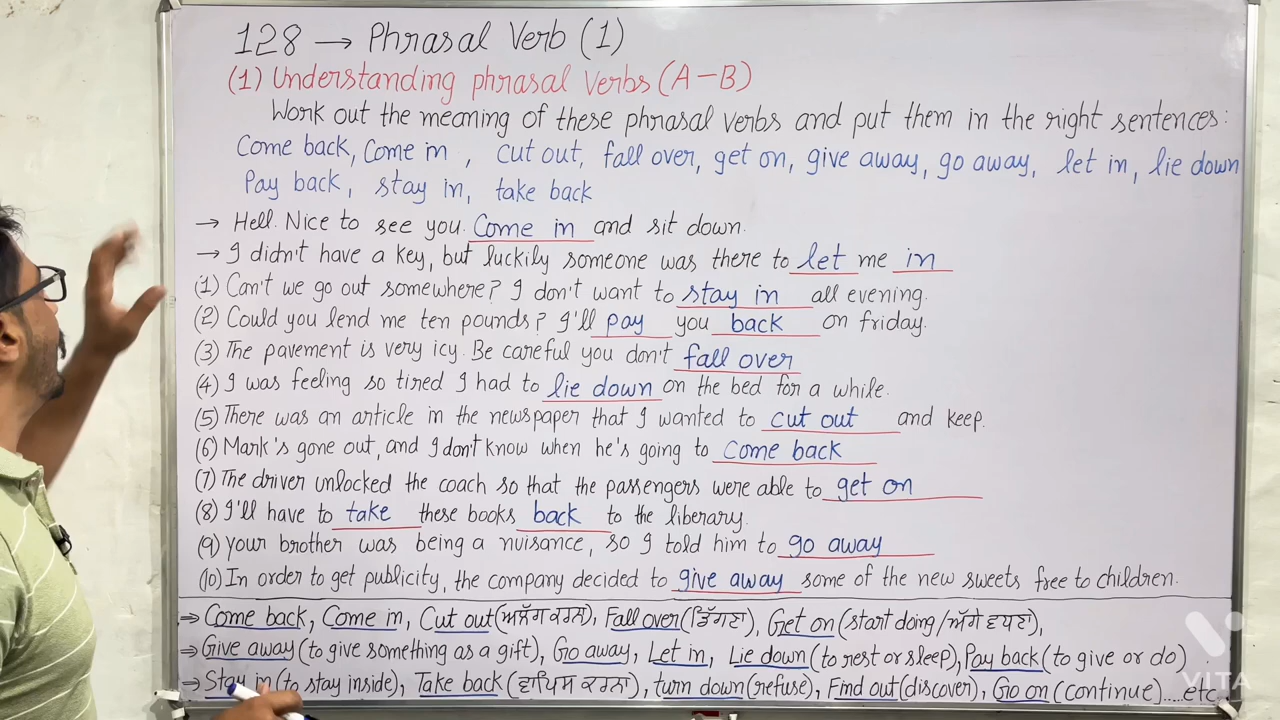 128 → Phrasal Verb (1)
(1) Understanding phrasal Verbs (A-B)
Work out the meaning of these phrasal verbs and put them in the right sentences:
Come back, Come in, cut out, fall over, get on, give away, go away, let in, lie down
Pay back, stay in, take back
→ Hell. Nice to see you. Come in and sit down.
→ I didn't have a key, but luckily someone was there to let me in
(1) Can't we go out somewhere? I don't want to stay in all evening.
(2) Could you lend me ten pounds? I'll pay you back on friday.
(3) The pavement is very icy. Be careful you don't fall over
(4) I was feeling so tired I had to lie down on the bed for a while.
(5) There was an article in the newspaper that I wanted to cut out and keep.
(6) Mark's gone out, and I don't know when he's going to Come back
(7) The driver unlocked the coach so that the passengers were able to get on
(8) I'll have to take these books back to the liberary.
(9) Your brother was being a nuisance, so I told him to go away
(10) In order to get publicity, the company decided to give away some of the new sweets free to children.
⇒ Come back, Come in, Cut out (ਅਲੱਗ ਕਰਨਾ), Fall over (ਡਿੱਗਣਾ), Get on (start doing/ਅੱਗੇ ਵਧਣਾ),
⇒ Give away (to give something as a gift), Go away, Let in, Lie down (to rest or sleep), Pay back (to give or do)
⇒ Stay in (to stay inside), Take back (ਵਾਪਿਸ ਕਰਨਾ), turn down (refuse), Find out (discover), Go on (continue)....etc.
VITA